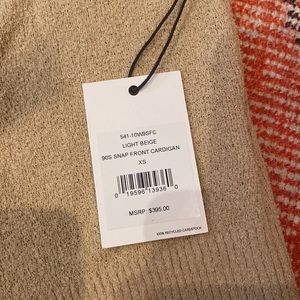 541-10WBSFC
LIGHT BEIGE
90S SNAP FRONT CARDIGAN
XS
0 19596 13936 0
MSRP: $395.00
100% RECYCLED CARDSTOCK